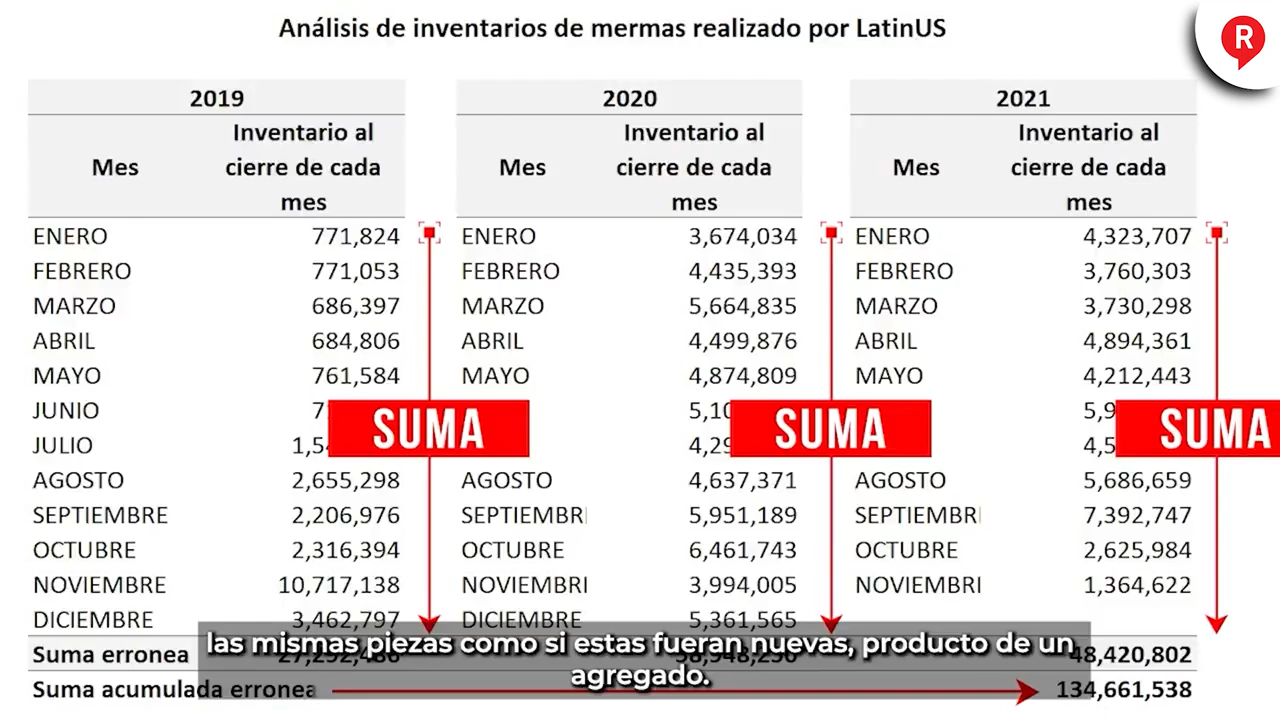 Análisis de inventarios de mermas realizado por LatinUS
R
2019 2020 2021
Mes Inventario al cierre de cada mes Mes Inventario al cierre de cada mes Mes Inventario al cierre de cada mes
ENERO 771,824 ENERO 3,674,034 ENERO 4,323,707
FEBRERO 771,053 FEBRERO 4,435,393 FEBRERO 3,760,303
MARZO 686,397 MARZO 5,664,835 MARZO 3,730,298
ABRIL 684,806 ABRIL 4,499,876 ABRIL 4,894,361
MAYO 761,584 MAYO 4,874,809 MAYO 4,212,443
JUNIO
SUMA SUMA SUMA
JULIO
AGOSTO 2,655,298 AGOSTO 4,637,371 AGOSTO 5,686,659
SEPTIEMBRE 2,206,976 SEPTIEMBR 5,951,189 SEPTIEMBR 7,392,747
OCTUBRE 2,316,394 OCTUBRE 6,461,743 OCTUBRE 2,625,984
NOVIEMBRE 10,717,138 NOVIEMBRI 3,994,005 NOVIEMBRI 1,364,622
DICIEMBRE 3,462,797 DICIEMBRE 5,361,565
Suma erronea 48,420,802
Suma acumulada erronea 134,661,538
las mismas piezas como si estas fueran nuevas, producto de un
agregado.